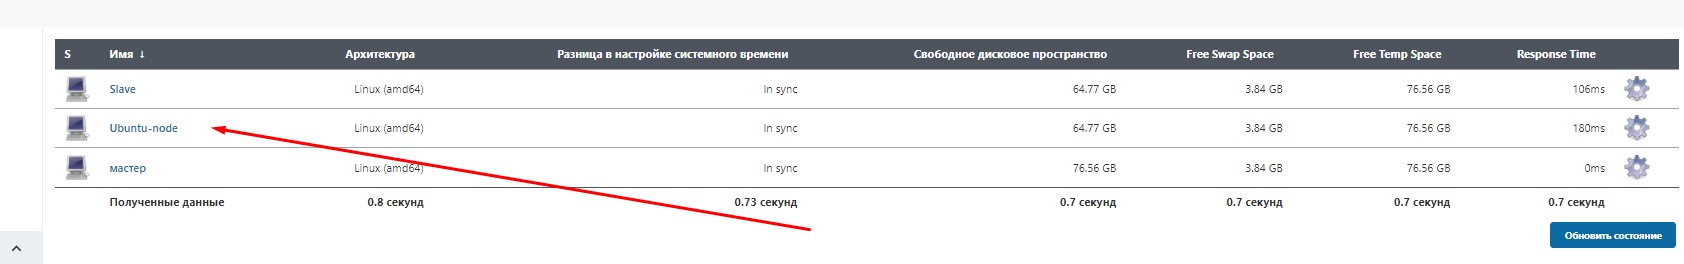 S Имя ↓ Архитектура Разница в настройке системного времени Свободное дисковое пространство Free Swap Space Free Temp Space Response Time
Slave Linux (amd64) In sync 64.77 GB 3.84 GB 76.56 GB 106ms
Ubuntu-node Linux (amd64) In sync 64.77 GB 3.84 GB 76.56 GB 180ms
мастер Linux (amd64) In sync 76.56 GB 3.84 GB 76.56 GB 0ms
Полученные данные 0.8 секунд 0.73 секунд 0.7 секунд 0.7 секунд 0.7 секунд 0.7 секунд
Обновить состояние